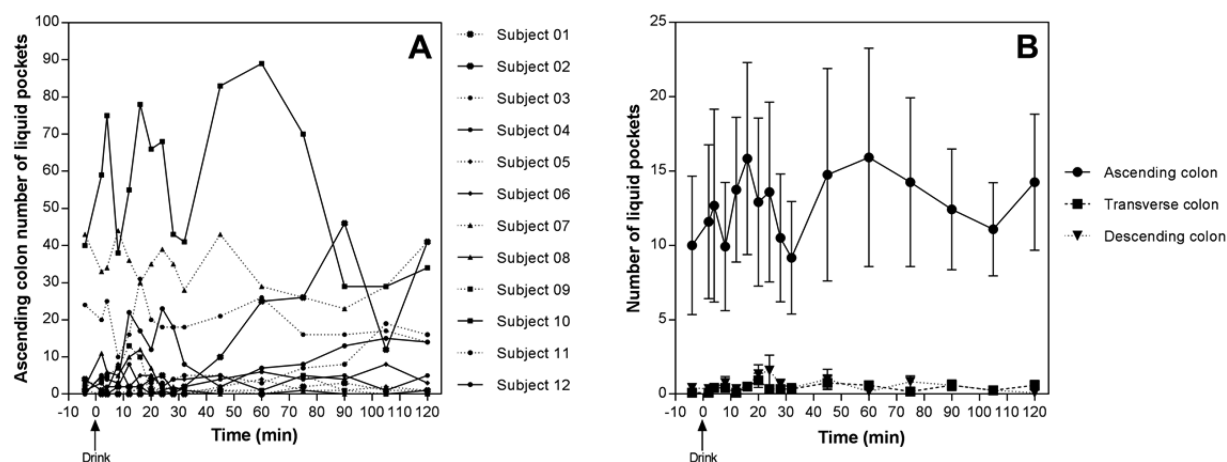 A
Ascending colon number of liquid pockets
100
90
80
70
60
50
40
30
20
10
0
-10 0 10 20 30 40 50 60 70 80 90 100 110 120
Time (min)
Drink
Subject 01
Subject 02
Subject 03
Subject 04
Subject 05
Subject 06
Subject 07
Subject 08
Subject 09
Subject 10
Subject 11
Subject 12
B
Number of liquid pockets
25
20
15
10
5
0
-10 0 10 20 30 40 50 60 70 80 90 100 110 120
Time (min)
Drink
Ascending colon
Transverse colon
Descending colon